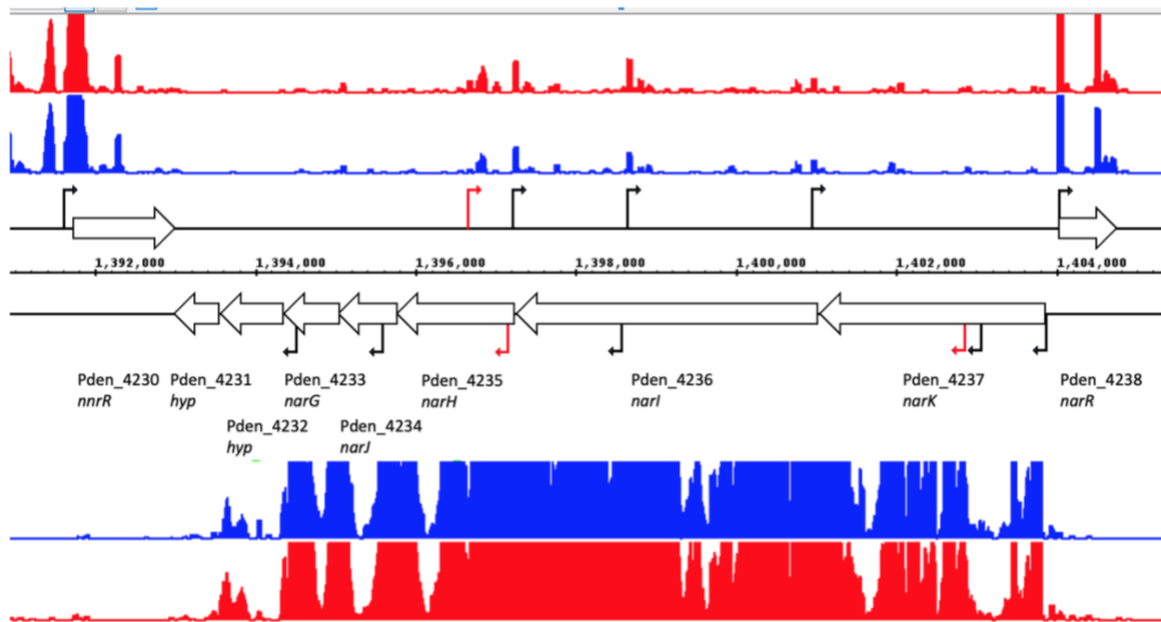 1,392,000 1,394,000 1,396,000 1,398,000 1,400,000 1,402,000 1,404,000
Pden_4230 Pden_4231 Pden_4233 Pden_4235 Pden_4236 Pden_4237 Pden_4238
nnrR hyp narG narH narI narK narR
Pden_4232 Pden_4234
hyp narJ